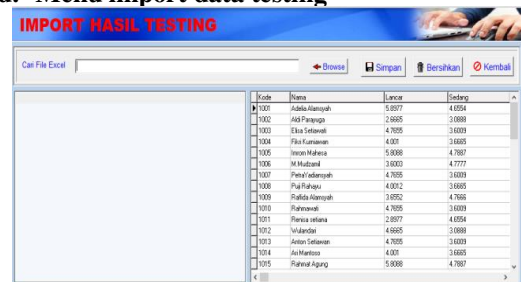 d. Menu import data testing
IMPORT HASIL TESTING
Cari File Excel Browse Simpan Bersihkan Kembali
Kode Nama Lancar Sedang
1001 Adelia Alamsyah 5.8977 4.6554
1002 Aldi Parayuga 2.6665 3.0888
1003 Elisa Setiawati 4.7655 3.6009
1004 Fikri Kurniawan 4.001 3.6665
1005 Imrom Mahesa 5.8088 4.7887
1006 M.Mudzamil 3.6003 4.7777
1007 PetraYadiansyah 4.7655 3.6009
1008 Puji Rahayu 4.0012 3.6665
1009 Raflida Alamsyah 3.6552 4.7666
1010 Rahmawati 4.7655 3.6009
1011 Renisa setiana 2.8977 4.6554
1012 Wulandari 4.6665 3.0888
1013 Anton Setiawan 4.7655 3.6009
1014 Ari Mantoso 4.001 3.6665
1015 Rahmat Agung 5.8088 4.7887